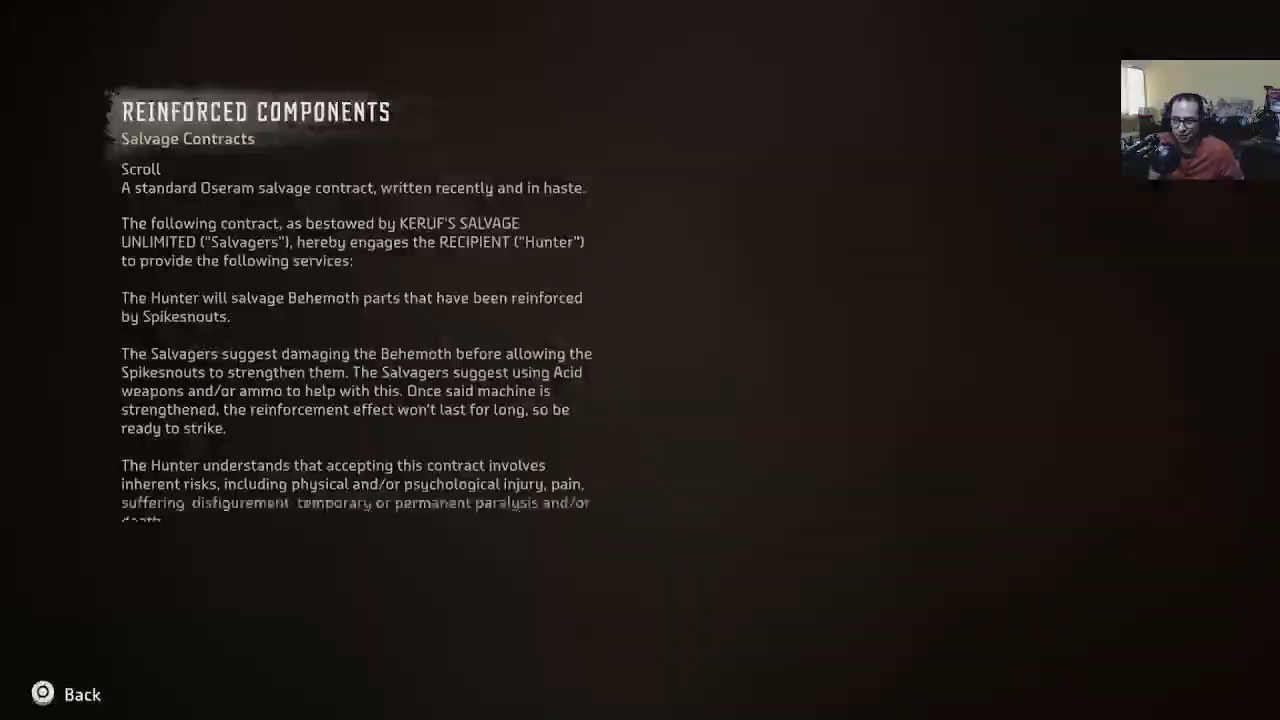 REINFORCED COMPONENTS
Salvage Contracts
Scroll
A standard Oseram salvage contract, written recently and in haste.
The following contract, as bestowed by KERUF'S SALVAGE
UNLIMITED ("Salvagers"), hereby engages the RECIPIENT ("Hunter")
to provide the following services:
The Hunter will salvage Behemoth parts that have been reinforced
by Spikesnouts.
The Salvagers suggest damaging the Behemoth before allowing the
Spikesnouts to strengthen them. The Salvagers suggest using Acid
weapons and/or ammo to help with this. Once said machine is
strengthened, the reinforcement effect won't last for long, so be
ready to strike.
The Hunter understands that accepting this contract involves
inherent risks, including physical and/or psychological injury, pain,
suffering, disfigurement, temporary or permanent paralysis and/or
Back